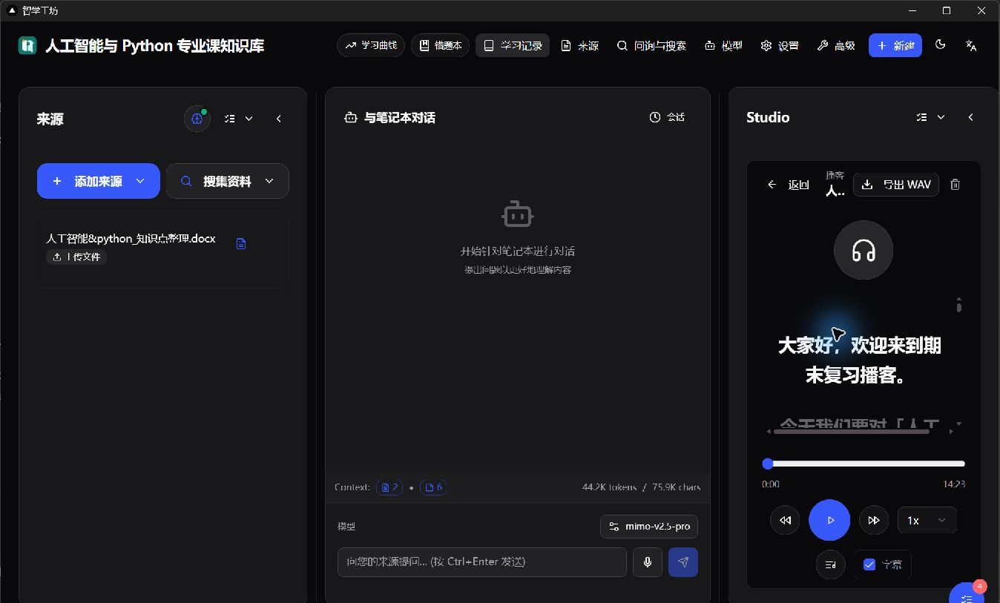 智学工坊
人工智能与 Python 专业课知识库
学习曲线
错题本
学习记录
来源
问询与搜索
模型
设置
高级
新建
来源
添加来源
搜集资料
人工智能&python_知识点整理.docx
上传文件
与笔记本对话
会话
开始针对笔记本进行对话
提出问题以更好地理解内容
Context: 2 • 6
44.2K tokens / 75.9K chars
模型
mimo-v2.5-pro
向您的来源提问... (按 Ctrl+Enter 发送)
Studio
返回
播客
人..
导出 WAV
大家好，欢迎来到期
末复习播客。
今天我们要对「人工
0:00
14:23
1x
字幕
4